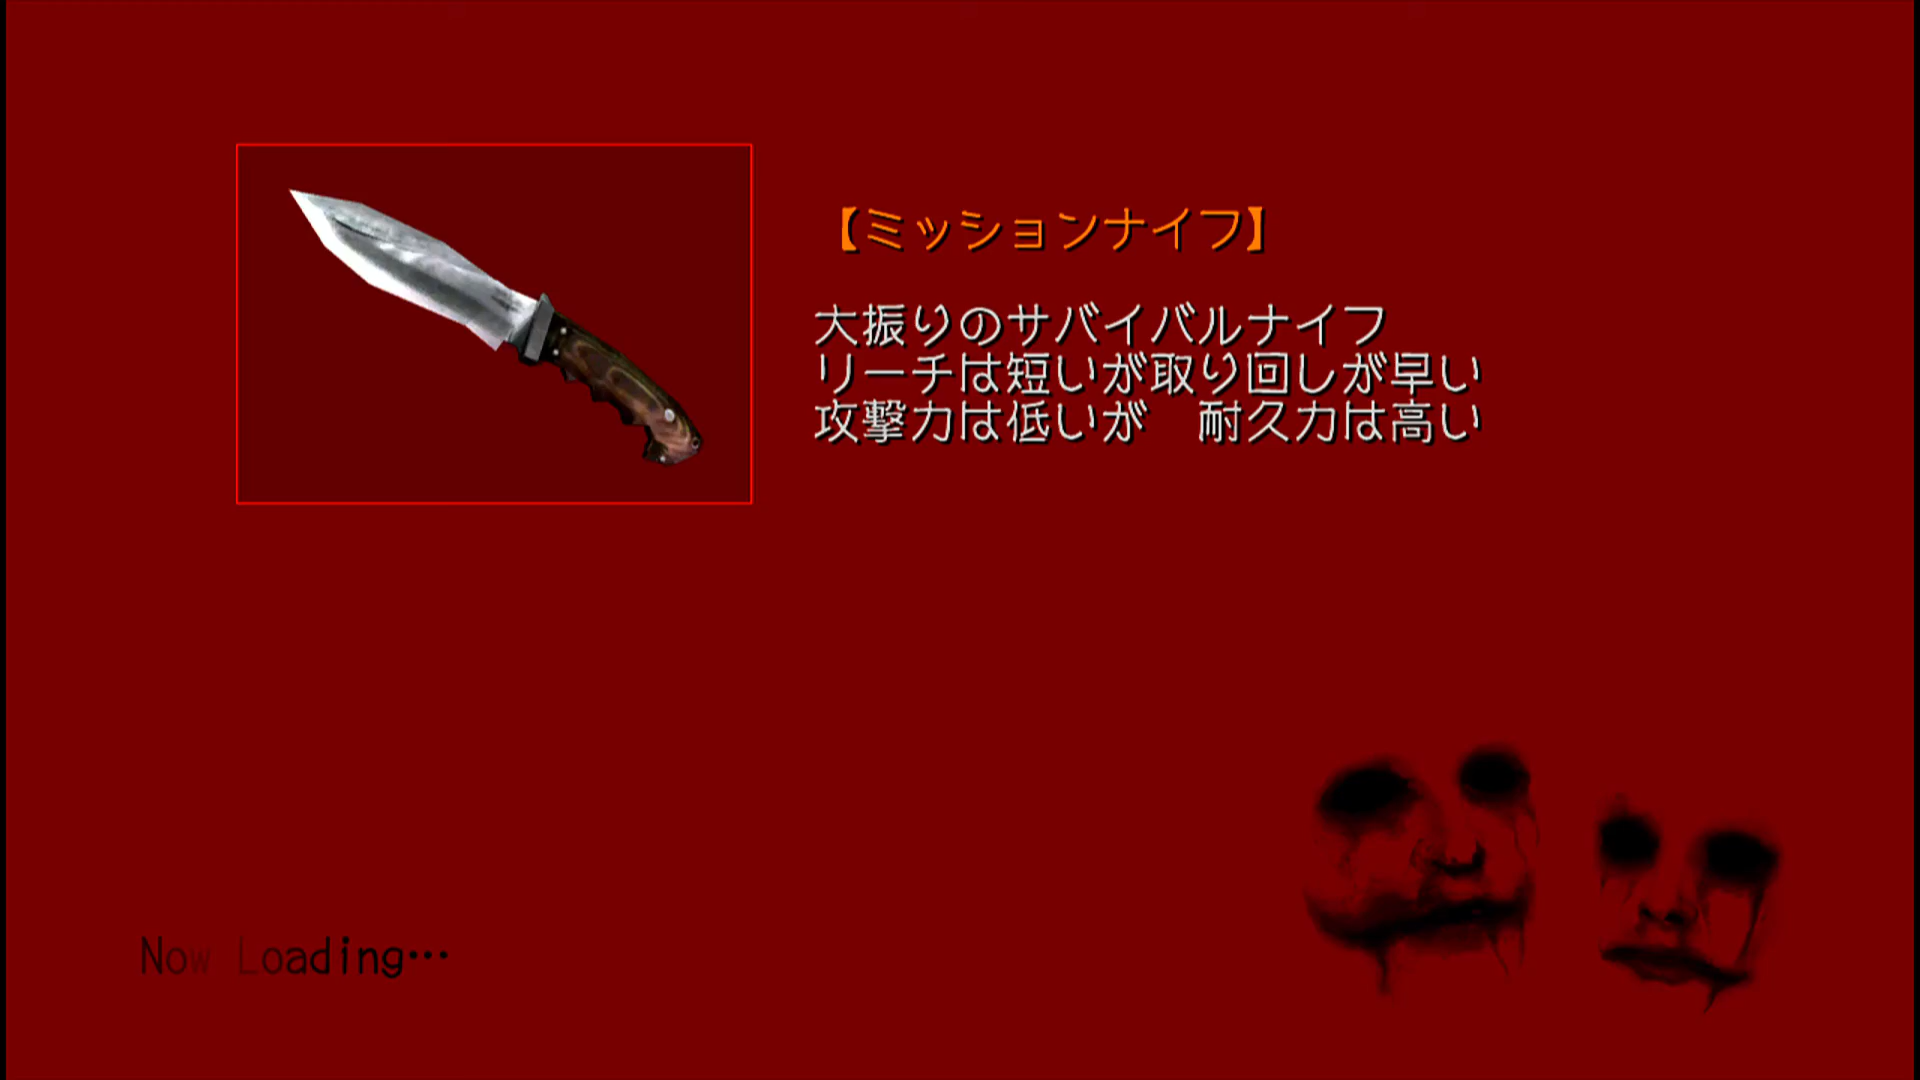 【ミッションナイフ】
大振りのサバイバルナイフ
リーチは短いが取り回しが早い
攻撃力は低いが　耐久力は高い
Now Loading…